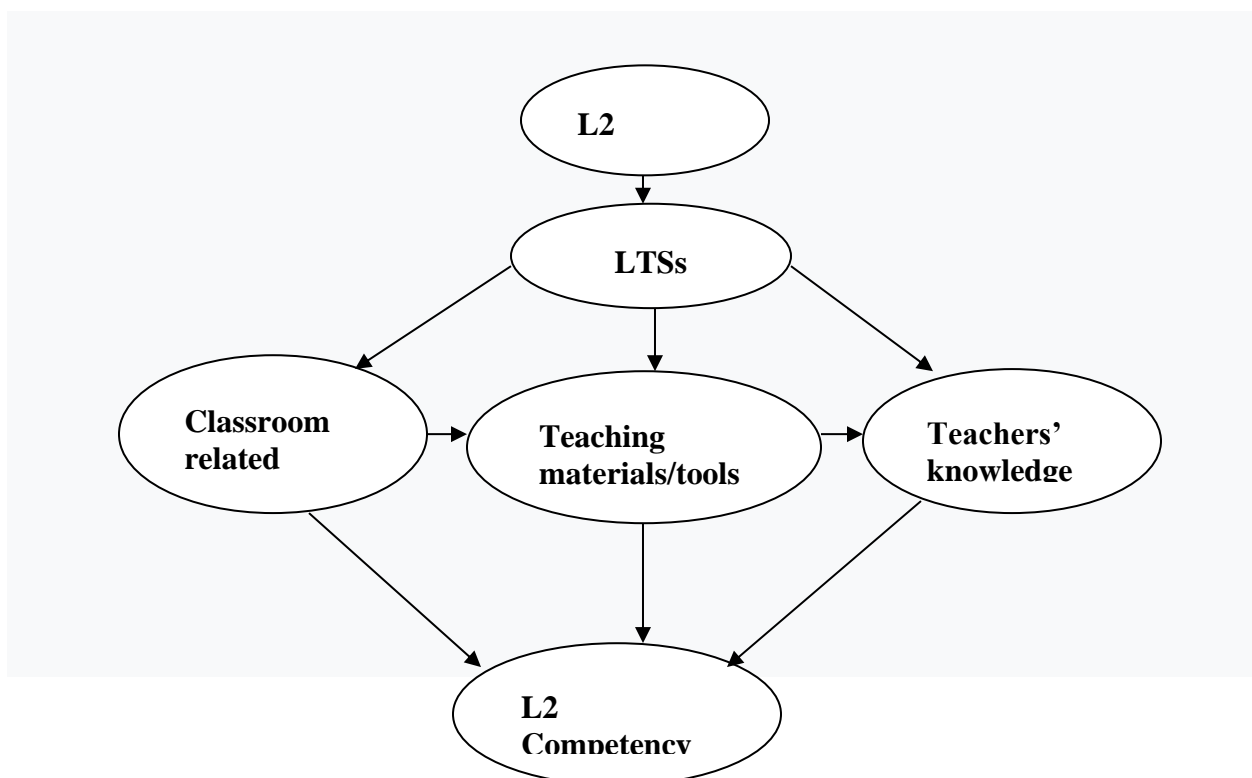 L2
LTSs
Classroom
related
Teaching
materials/tools
Teachers’
knowledge
L2
Competency